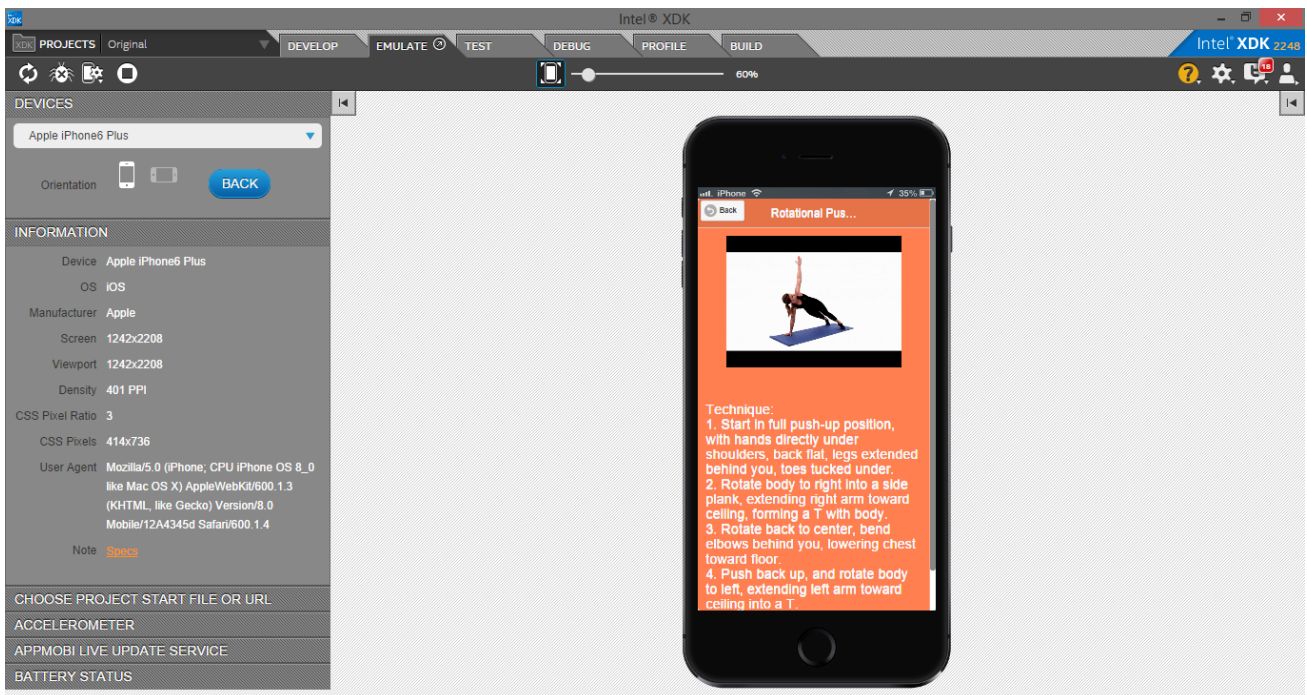 XDK
Intel® XDK
XDK PROJECTS Original
DEVELOP
EMULATE
TEST
DEBUG
PROFILE
BUILD
Intel® XDK 2248
60%
?
18
DEVICES
Apple iPhone6 Plus
Orientation
BACK
INFORMATION
Device Apple iPhone6 Plus
OS iOS
Manufacturer Apple
Screen 1242x2208
Viewport 1242x2208
Density 401 PPI
CSS Pixel Ratio 3
CSS Pixels 414x736
User Agent Mozilla/5.0 (iPhone; CPU iPhone OS 8_0
like Mac OS X) AppleWebKit/600.1.3
(KHTML, like Gecko) Version/8.0
Mobile/12A4345d Safari/600.1.4
Note Specs
CHOOSE PROJECT START FILE OR URL
ACCELEROMETER
APPMOBI LIVE UPDATE SERVICE
BATTERY STATUS
iPhone 35%
Back Rotational Pus...
Technique:
1. Start in full push-up position,
with hands directly under
shoulders, back flat, legs extended
behind you, toes tucked under.
2. Rotate body to right into a side
plank, extending right arm toward
ceiling, forming a T with body.
3. Rotate back to center, bend
elbows behind you, lowering chest
toward floor.
4. Push back up, and rotate body
to left, extending left arm toward
ceiling into a T.